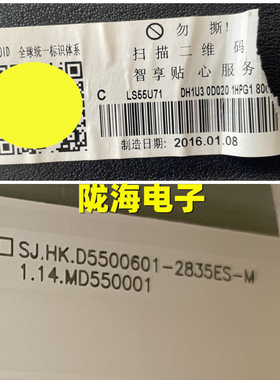 勿 撕!
OID 全球统一标识体系
扫 描 二 维 码
智 享 贴 心 服 务
C LS55U71 DH1U3 0D020 1HPG1 800
制造日期: 2016.01.08
陇海电子
SJ.HK.D5500601-2835ES-M
1.14.MD550001